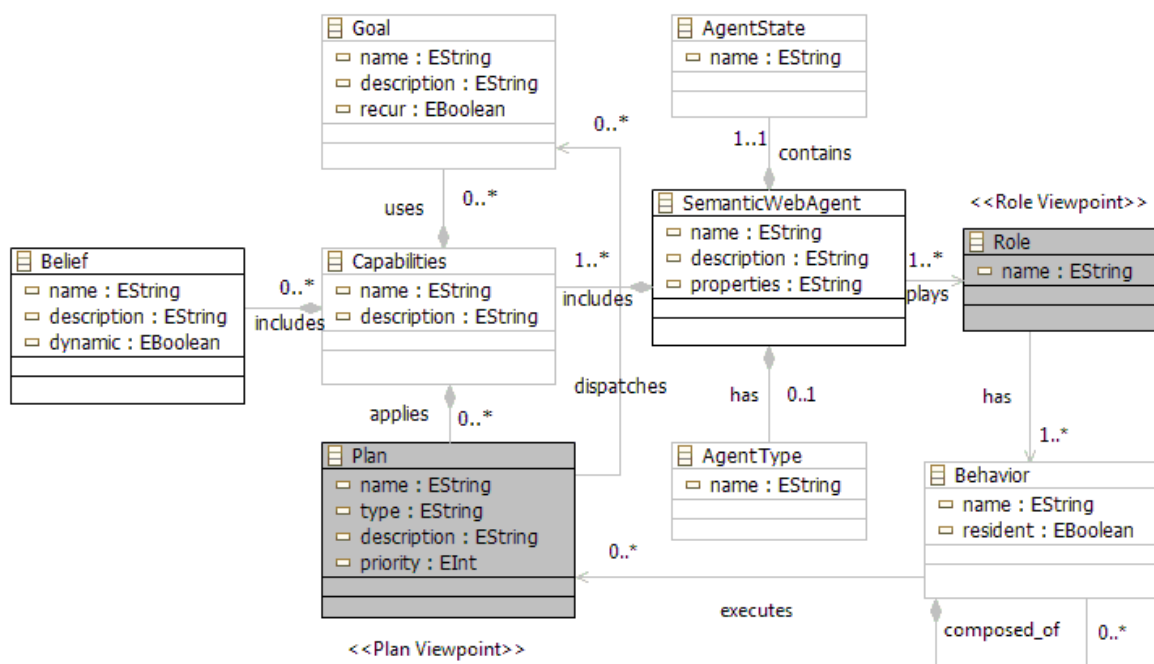 Goal
name : EString
description : EString
recur : EBoolean
AgentState
name : EString
0..*
1..1
contains
uses
0..*
SemanticWebAgent
name : EString
description : EString
properties : EString
<<Role Viewpoint>>
Role
name : EString
Belief
name : EString
description : EString
dynamic : EBoolean
0..*
includes
Capabilities
name : EString
description : EString
1..*
includes
1..*
plays
applies
0..*
dispatches
has
0..1
has
1..*
Plan
name : EString
type : EString
description : EString
priority : EInt
AgentType
name : EString
Behavior
name : EString
resident : EBoolean
0..*
executes
composed_of
0..*
<<Plan Viewpoint>>